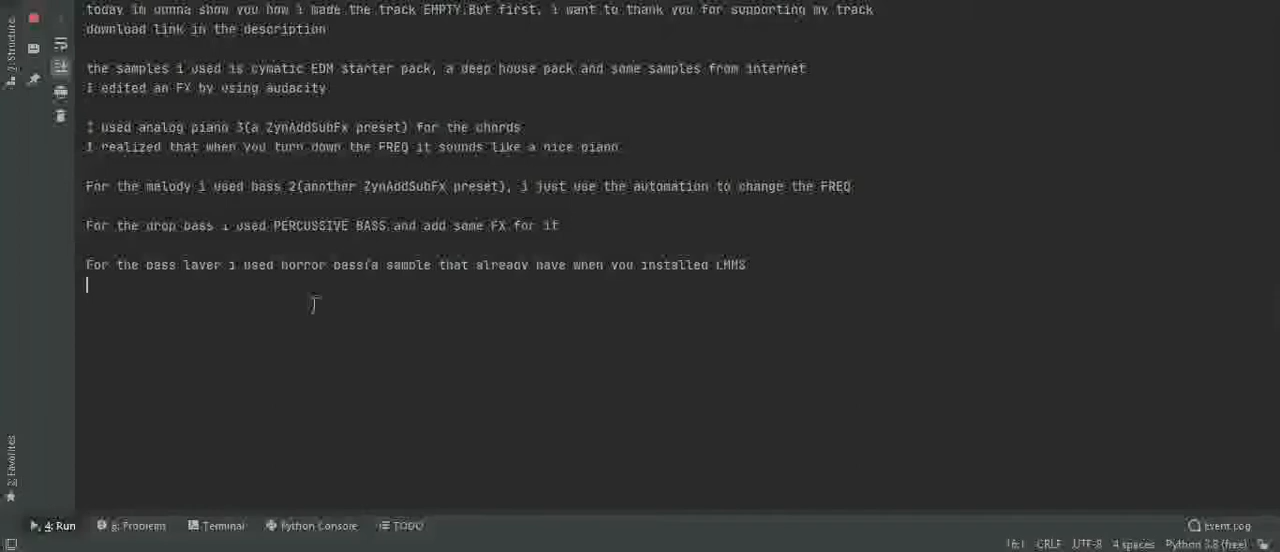 today im gonna show you how i made the track EMPTY.But first, i want to thank you for supporting my track
download link in the description
the samples i used is cymatic EDM starter pack, a deep house pack and some samples from internet
I edited an FX by using audacity
I used analog piano 3(a ZynAddSubFx preset) for the chords
I realized that when you turn down the FREQ it sounds like a nice piano
For the melody i used bass 2(another ZynAddSubFx preset), i just use the automation to change the FREQ
For the drop bass i used PERCUSSIVE BASS and add some FX for it
For the bass layer i used horror bass(a sample that already have when you installed LMMS
Z: Structure
2: Favorites
4: Run
6: Problems
Terminal
Python Console
TODO
Event Log
16:1 CRLF UTF-8 4 spaces Python 3.8 (free)